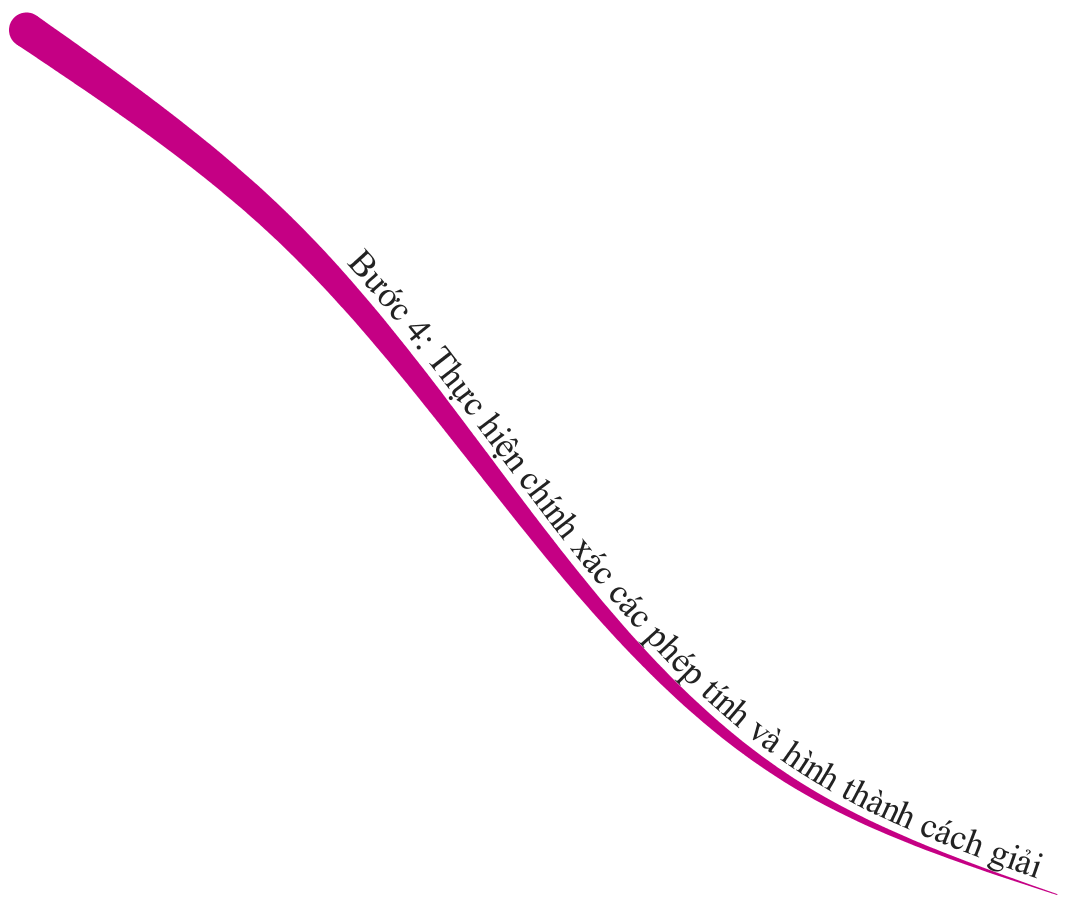 Bước 4: Thực hiện chính xác các phép tính và hình thành cách giải